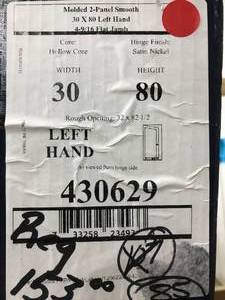 Molded 2-Panel Smooth
30 X 80 Left Hand
4-9/16 Flat Jamb
Core: Hinge Finish:
Hollow Core Satin Nickel
WIDTH HEIGHT
30 80
Rough Opening: 32 x 82 1/2
LEFT
HAND
As viewed from hinge side
430629
33258 23493
Reg
153.00